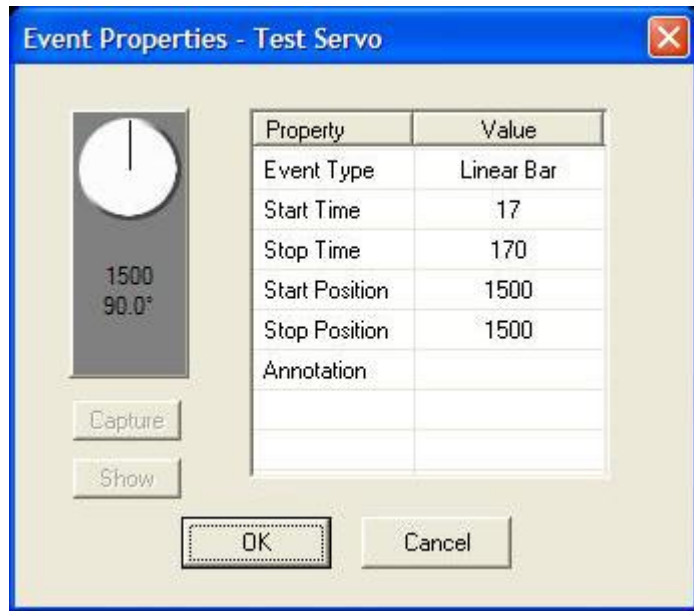 Event Properties - Test Servo
1500
90.0°
Capture
Show
Property Value
Event Type Linear Bar
Start Time 17
Stop Time 170
Start Position 1500
Stop Position 1500
Annotation
OK Cancel